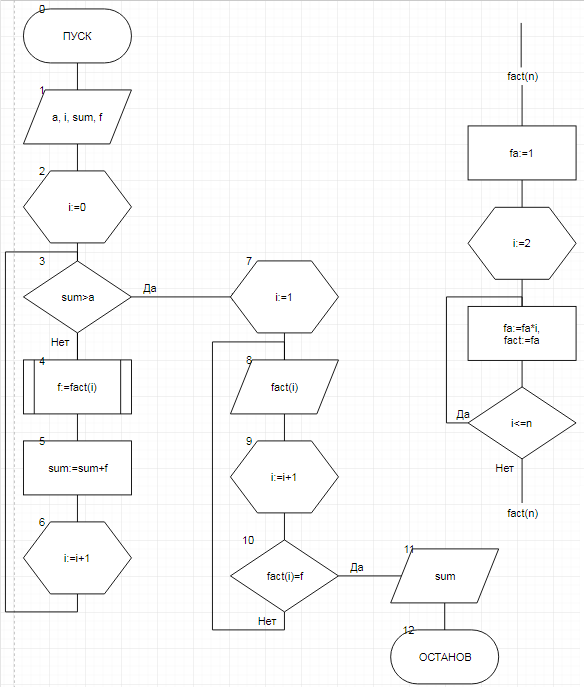 0
ПУСК
1
a, i, sum, f
2
i:=0
3
sum>a
Да
Нет
4
f:=fact(i)
5
sum:=sum+f
6
i:=i+1
7
i:=1
8
fact(i)
9
i:=i+1
10
fact(i)=f
Да
Нет
11
sum
12
ОСТАНОВ
fact(n)
fa:=1
i:=2
fa:=fa*i,
fact:=fa
i<=n
Да
Нет
fact(n)